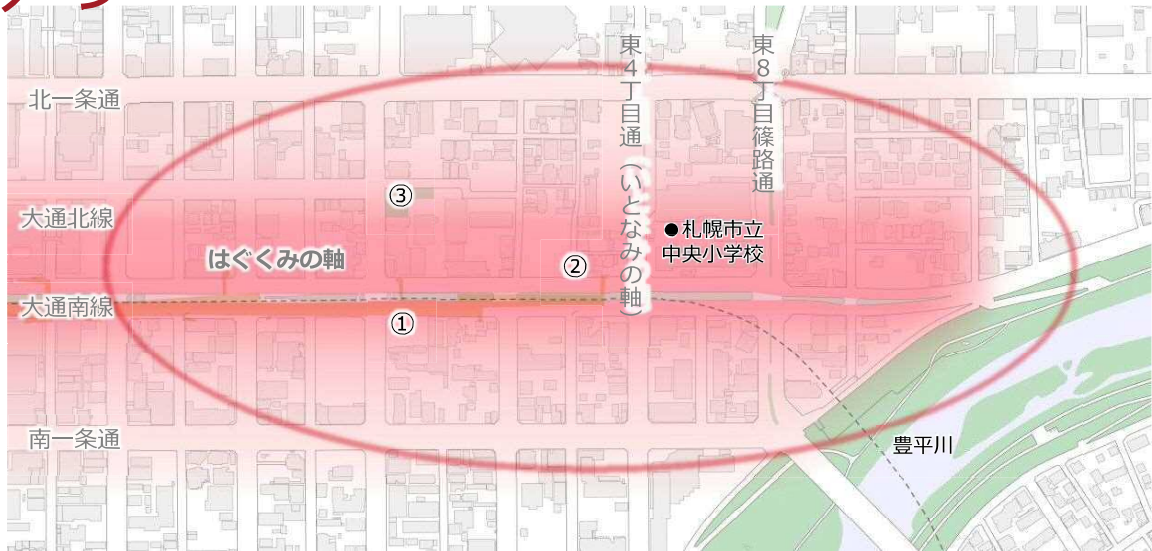 東4丁目通（いとなみの軸）
東8丁目篠路通
北一条通
③
大通北線
●札幌市立
中央小学校
はぐくみの軸
②
大通南線
①
南一条通
豊平川